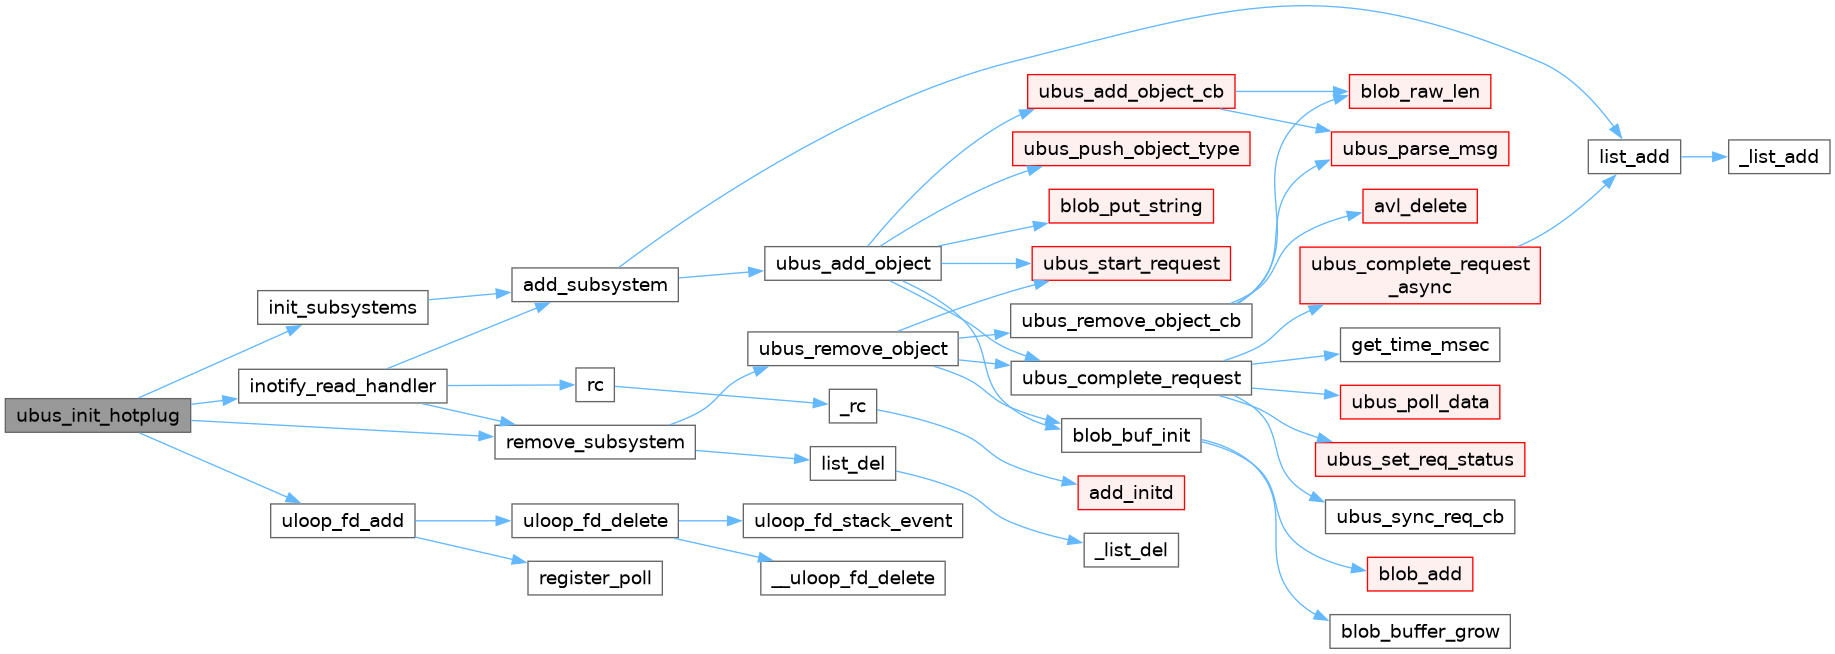 ubus_init_hotplug
init_subsystems
inotify_read_handler
remove_subsystem
uloop_fd_add
add_subsystem
rc
uloop_fd_delete
register_poll
ubus_add_object
ubus_remove_object
_rc
list_del
uloop_fd_stack_event
__uloop_fd_delete
ubus_add_object_cb
ubus_push_object_type
blob_put_string
ubus_start_request
ubus_remove_object_cb
ubus_complete_request
blob_buf_init
add_initd
_list_del
blob_raw_len
ubus_parse_msg
avl_delete
ubus_complete_request
_async
get_time_msec
ubus_poll_data
ubus_set_req_status
ubus_sync_req_cb
blob_add
blob_buffer_grow
list_add
_list_add